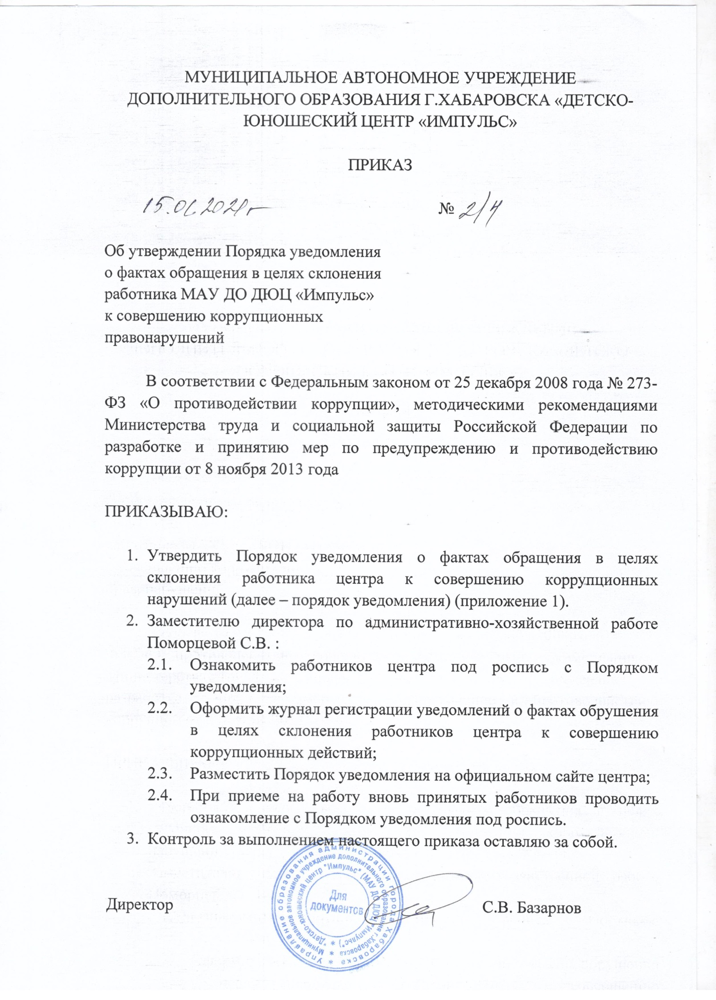 МУНИЦИПАЛЬНОЕ АВТОНОМНОЕ УЧРЕЖДЕНИЕ
ДОПОЛНИТЕЛЬНОГО ОБРАЗОВАНИЯ Г.ХАБАРОВСКА «ДЕТСКО-
ЮНОШЕСКИЙ ЦЕНТР «ИМПУЛЬС»
ПРИКАЗ
№ 2/4
Об утверждении Порядка уведомления
о фактах обращения в целях склонения
работника МАУ ДО ДЮЦ «Импульс»
к совершению коррупционных
правонарушений
В соответствии с Федеральным законом от 25 декабря 2008 года № 273-
ФЗ «О противодействии коррупции», методическими рекомендациями
Министерства труда и социальной защиты Российской Федерации по
разработке и принятию мер по предупреждению и противодействию
коррупции от 8 ноября 2013 года
ПРИКАЗЫВАЮ:
1. Утвердить Порядок уведомления о фактах обращения в целях
склонения работника центра к совершению коррупционных
нарушений (далее – порядок уведомления) (приложение 1).
2. Заместителю директора по административно-хозяйственной работе
Поморцевой С.В. :
2.1. Ознакомить работников центра под роспись с Порядком
уведомления;
2.2. Оформить журнал регистрации уведомлений о фактах обрушения
в целях склонения работников центра к совершению
коррупционных действий;
2.3. Разместить Порядок уведомления на официальном сайте центра;
2.4. При приеме на работу вновь принятых работников проводить
ознакомление с Порядком уведомления под роспись.
3. Контроль за выполнением настоящего приказа оставляю за собой.
Директор С.В. Базарнов
Управление образования администрации города Хабаровска *
Муниципальное автономное учреждение дополнительного образования г.Хабаровска *
"Детско-юношеский центр "Импульс" (МАУ ДО ДЮЦ "Импульс") *
Для
документов